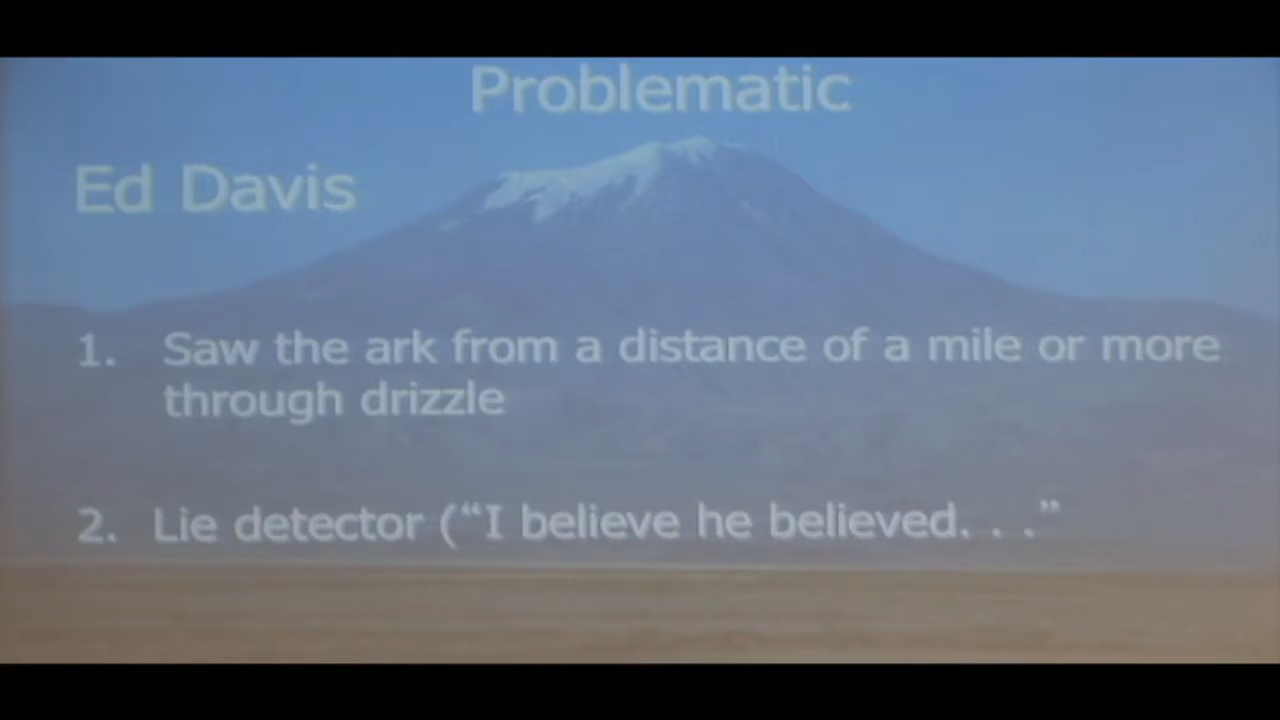 Problematic
Ed Davis
1. Saw the ark from a distance of a mile or more
through drizzle
2. Lie detector (“I believe he believed. . .”